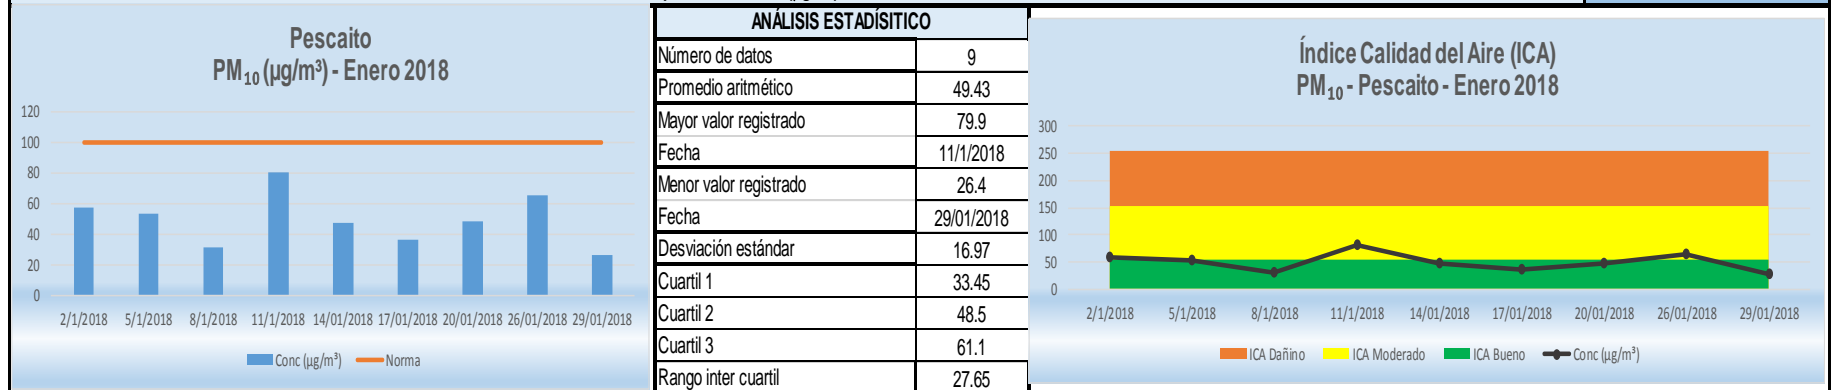 Pescaito
PM₁₀ (µg/m³) - Enero 2018
120
100
80
60
40
20
0
2/1/2018 5/1/2018 8/1/2018 11/1/2018 14/01/2018 17/01/2018 20/01/2018 26/01/2018 29/01/2018
Conc (µg/m³) Norma
ANÁLISIS ESTADÍSITICO
Número de datos 9
Promedio aritmético 49.43
Mayor valor registrado 79.9
Fecha 11/1/2018
Menor valor registrado 26.4
Fecha 29/01/2018
Desviación estándar 16.97
Cuartil 1 33.45
Cuartil 2 48.5
Cuartil 3 61.1
Rango inter cuartil 27.65
Índice Calidad del Aire (ICA)
PM₁₀ - Pescaito - Enero 2018
300
250
200
150
100
50
0
2/1/2018 5/1/2018 8/1/2018 11/1/2018 14/01/2018 17/01/2018 20/01/2018 26/01/2018 29/01/2018
ICA Dañino ICA Moderado ICA Bueno Conc (µg/m³)